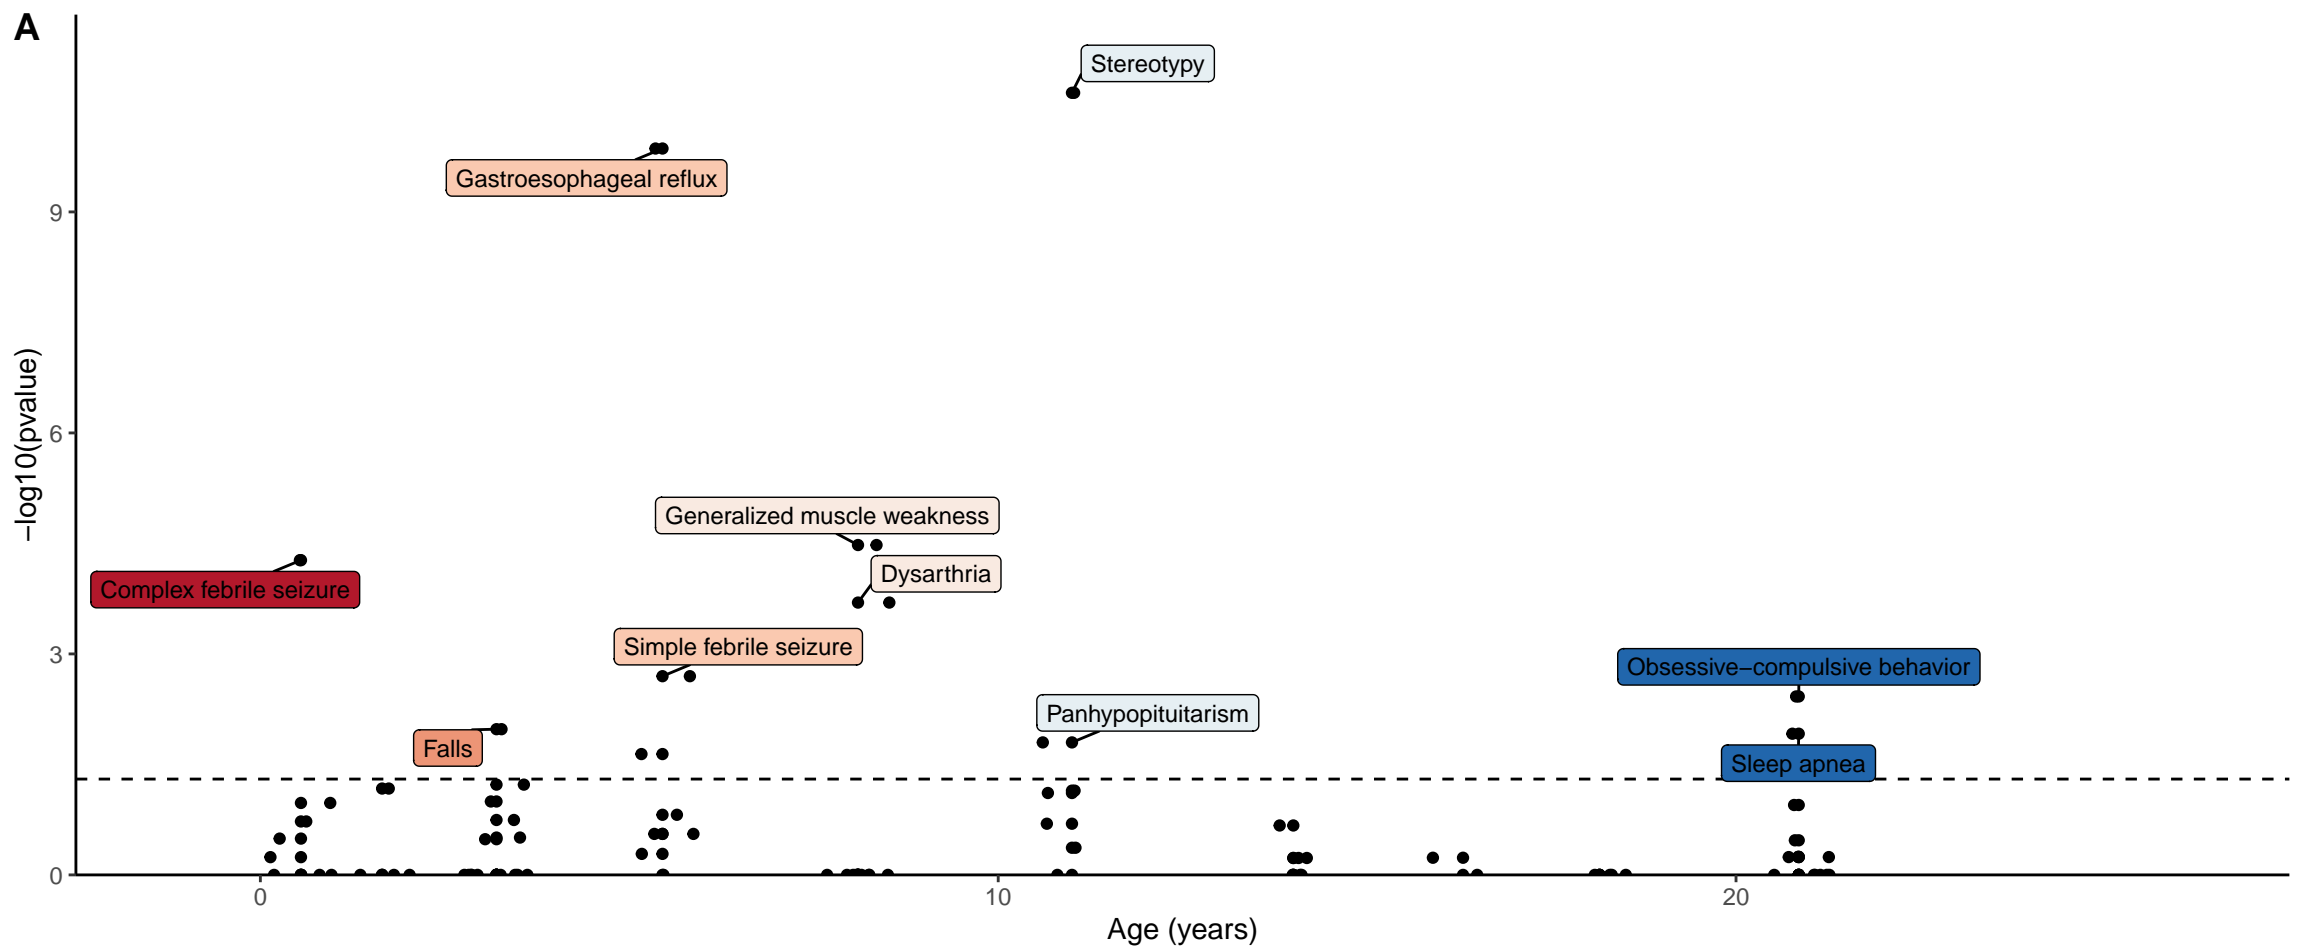 A
Stereotypy
Gastroesophageal reflux
9
6
Generalized muscle weakness
Dysarthria
Complex febrile seizure
Simple febrile seizure
3
Obsessive−compulsive behavior
Panhypopituitarism
Falls
Sleep apnea
0
−log10(pvalue)
0 10 20
Age (years)